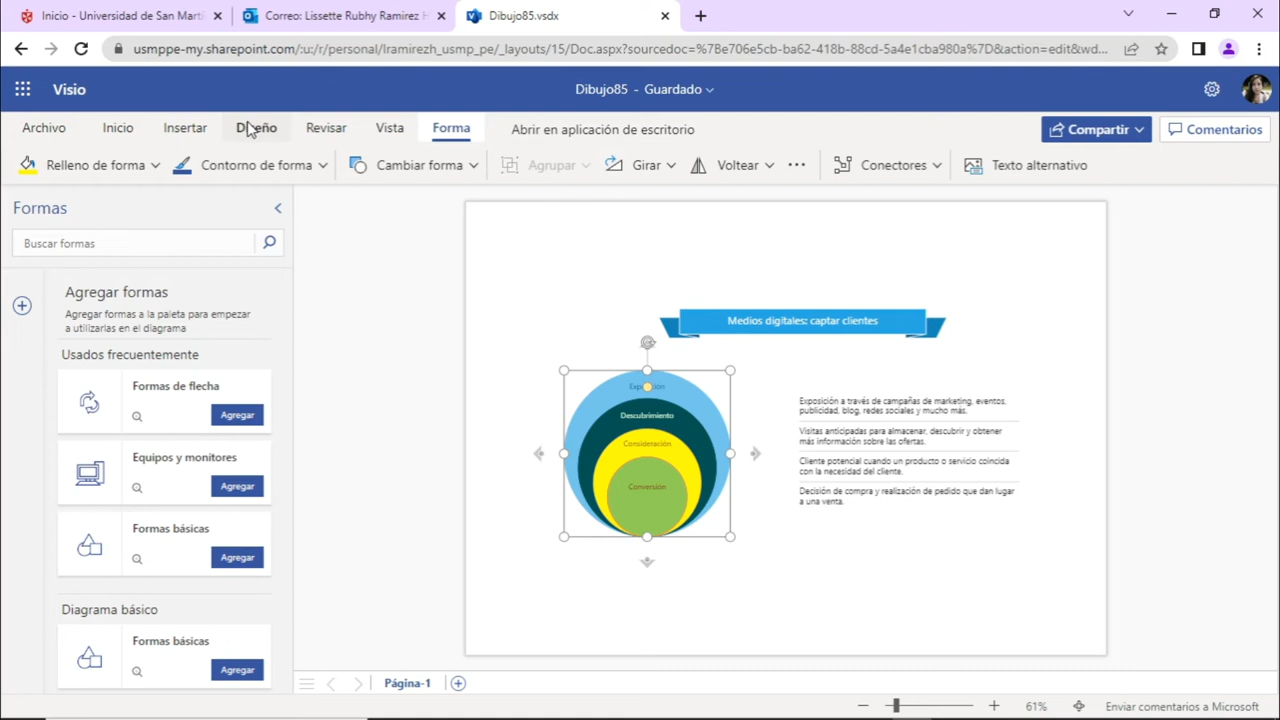 Inicio - Universidad de San Marti
Correo: Lissette Rubhy Ramirez H
Dibujo85.vsdx
usmppe-my.sharepoint.com/:u:/r/personal/lramirezh_usmp_pe/_layouts/15/Doc.aspx?sourcedoc=%7Be706e5cb-ba62-418b-88cd-5a4e1cba980a%7D&action=edit&wd...
Visio
Dibujo85 - Guardado
Archivo Inicio Insertar Diseño Revisar Vista Forma Abrir en aplicación de escritorio Compartir Comentarios
Relleno de forma Contorno de forma Cambiar forma Agrupar Girar Voltear Conectores Texto alternativo
Formas
Buscar formas
Agregar formas
Agregar formas a la paleta para empezar
a utilizarlas en el diagrama
Usados frecuentemente
Formas de flecha
Agregar
Equipos y monitores
Agregar
Formas básicas
Agregar
Diagrama básico
Formas básicas
Agregar
Medios digitales: captar clientes
Exposición
Descubrimiento
Consideración
Conversión
Exposición a través de campañas de marketing, eventos,
publicidad, blog, redes sociales y mucho más.
Visitas anticipadas para almacenar, descubrir y obtener
más información sobre las ofertas.
Cliente potencial cuando un producto o servicio coincida
con la necesidad del cliente.
Decisión de compra y realización de pedido que dan lugar
a una venta.
Página-1
61%
Enviar comentarios a Microsoft